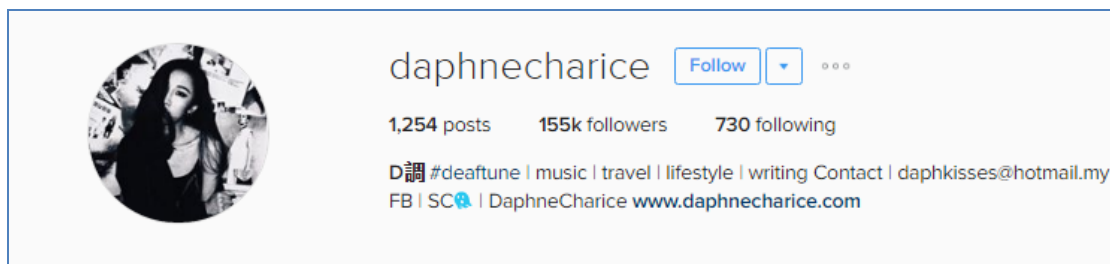 daphnecharice Follow
1,254 posts 155k followers 730 following
D調 #deaftune | music | travel | lifestyle | writing Contact | daphkisses@hotmail.my
FB | SC | DaphneCharice www.daphnecharice.com